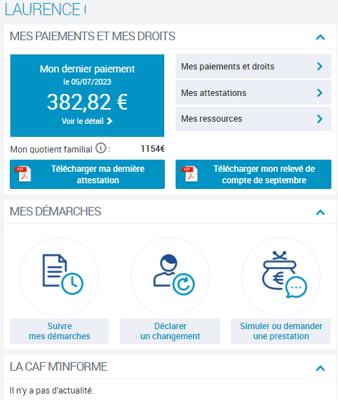 LAURENCE
MES PAIEMENTS ET MES DROITS
Mon dernier paiement
le 05/07/2023
382,82 €
Voir le détail
Mes paiements et droits
Mes attestations
Mes ressources
Mon quotient familial i :
1154€
PDF
Télécharger ma dernière
attestation
PDF
Télécharger mon relevé de
compte de septembre
MES DÉMARCHES
Suivre
mes démarches
Déclarer
un changement
Simuler ou demander
une prestation
LA CAF M'INFORME
Il n'y a pas d'actualité.